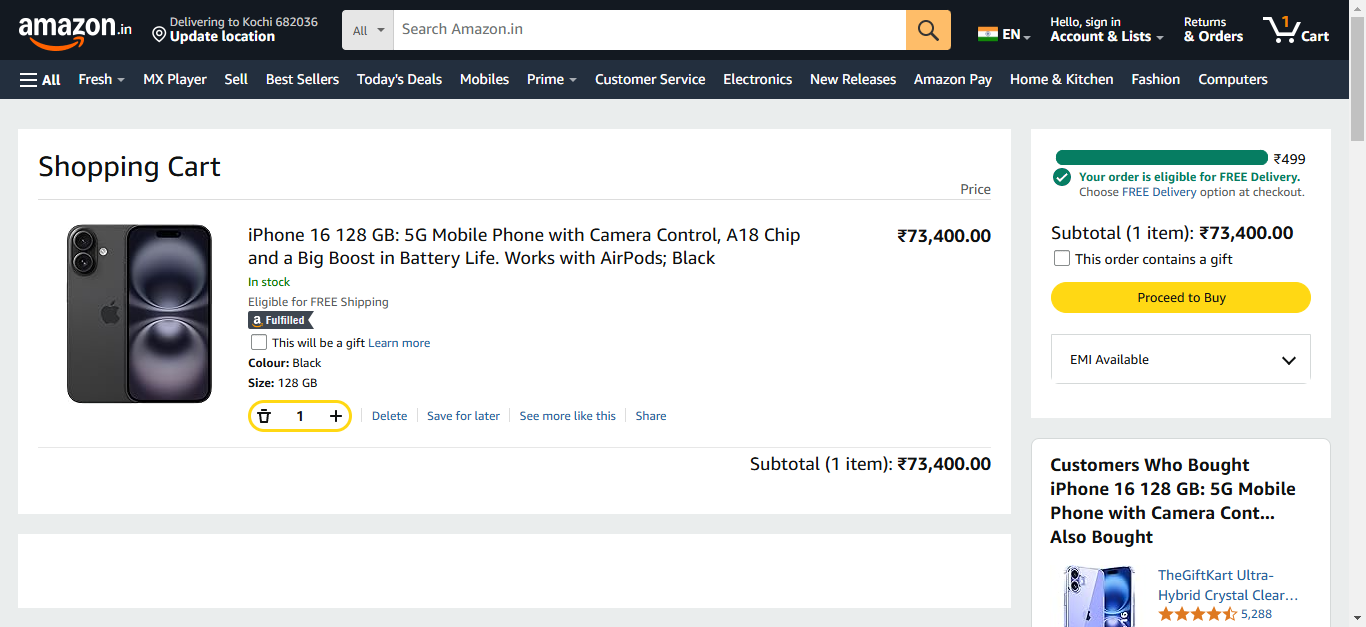 amazon.in
Delivering to Kochi 682036
Update location
All
Search Amazon.in
EN
Hello, sign in
Account & Lists
Returns
& Orders
1
Cart
All
Fresh
MX Player
Sell
Best Sellers
Today's Deals
Mobiles
Prime
Customer Service
Electronics
New Releases
Amazon Pay
Home & Kitchen
Fashion
Computers
Shopping Cart
Price
iPhone 16 128 GB: 5G Mobile Phone with Camera Control, A18 Chip
and a Big Boost in Battery Life. Works with AirPods; Black
₹73,400.00
In stock
Eligible for FREE Shipping
a Fulfilled
This will be a gift Learn more
Colour: Black
Size: 128 GB
1
Delete
Save for later
See more like this
Share
Subtotal (1 item): ₹73,400.00
₹499
Your order is eligible for FREE Delivery.
Choose FREE Delivery option at checkout.
Subtotal (1 item): ₹73,400.00
This order contains a gift
Proceed to Buy
EMI Available
Customers Who Bought
iPhone 16 128 GB: 5G Mobile
Phone with Camera Cont...
Also Bought
TheGiftKart Ultra-
Hybrid Crystal Clear…
5,288